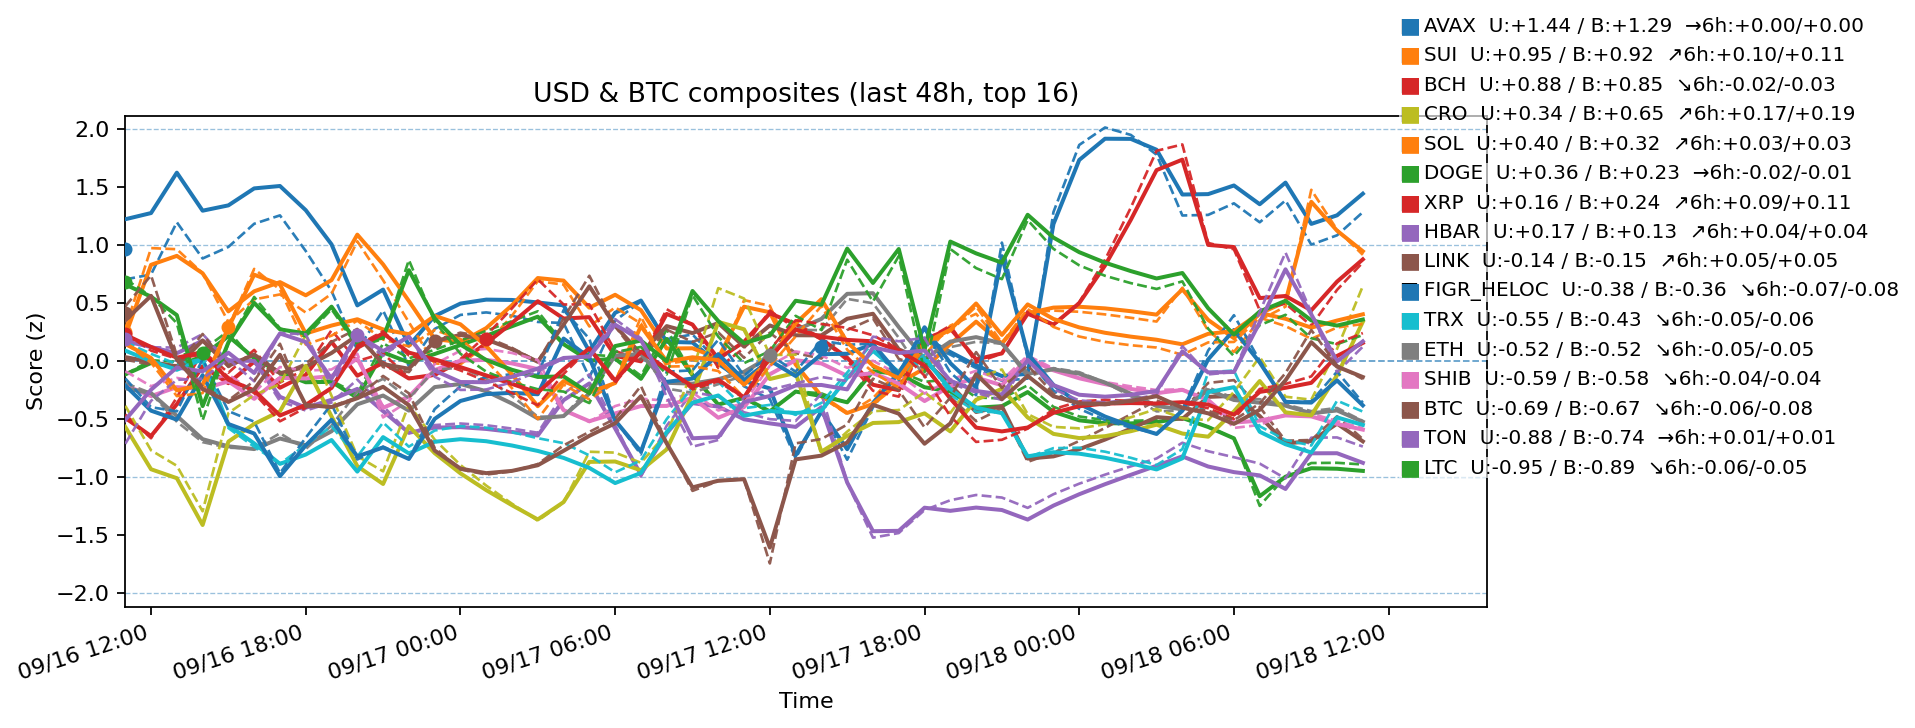 AVAX U:+1.44 / B:+1.29 →6h:+0.00/+0.00
SUI U:+0.95 / B:+0.92 ↗6h:+0.10/+0.11
BCH U:+0.88 / B:+0.85 ↘6h:-0.02/-0.03
CRO U:+0.34 / B:+0.65 ↗6h:+0.17/+0.19
SOL U:+0.40 / B:+0.32 ↗6h:+0.03/+0.03
DOGE U:+0.36 / B:+0.23 →6h:-0.02/-0.01
XRP U:+0.16 / B:+0.24 ↗6h:+0.09/+0.11
HBAR U:+0.17 / B:+0.13 ↗6h:+0.04/+0.04
LINK U:-0.14 / B:-0.15 ↗6h:+0.05/+0.05
FIGR_HELOC U:-0.38 / B:-0.36 ↘6h:-0.07/-0.08
TRX U:-0.55 / B:-0.43 ↘6h:-0.05/-0.06
ETH U:-0.52 / B:-0.52 ↘6h:-0.05/-0.05
SHIB U:-0.59 / B:-0.58 ↘6h:-0.04/-0.04
BTC U:-0.69 / B:-0.67 ↘6h:-0.06/-0.08
TON U:-0.88 / B:-0.74 →6h:+0.01/+0.01
LTC U:-0.95 / B:-0.89 ↘6h:-0.06/-0.05
USD & BTC composites (last 48h, top 16)
Score (z)
2.0
1.5
1.0
0.5
0.0
−0.5
−1.0
−1.5
−2.0
09/16 12:00
09/16 18:00
09/17 00:00
09/17 06:00
09/17 12:00
09/17 18:00
09/18 00:00
09/18 06:00
09/18 12:00
Time